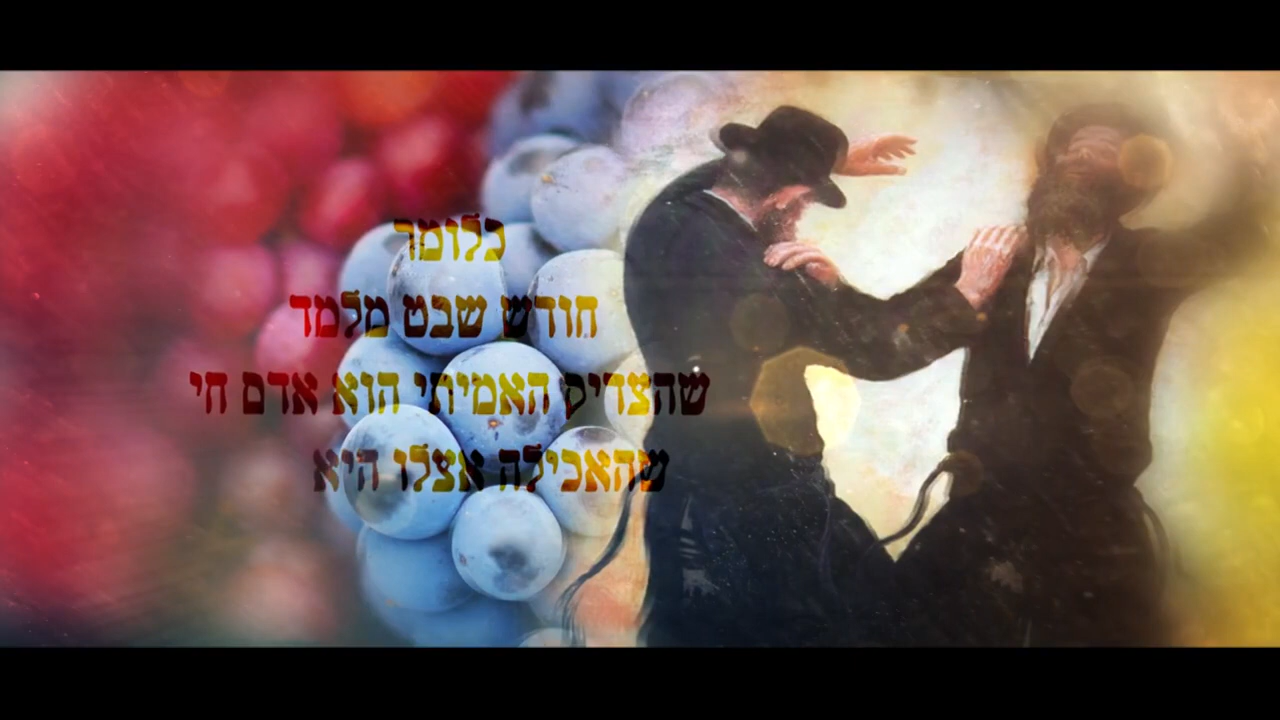 כלומר
חודש שבט מלמד
שהצדיק האמיתי הוא אדם חי
שהאכילה אצלו היא